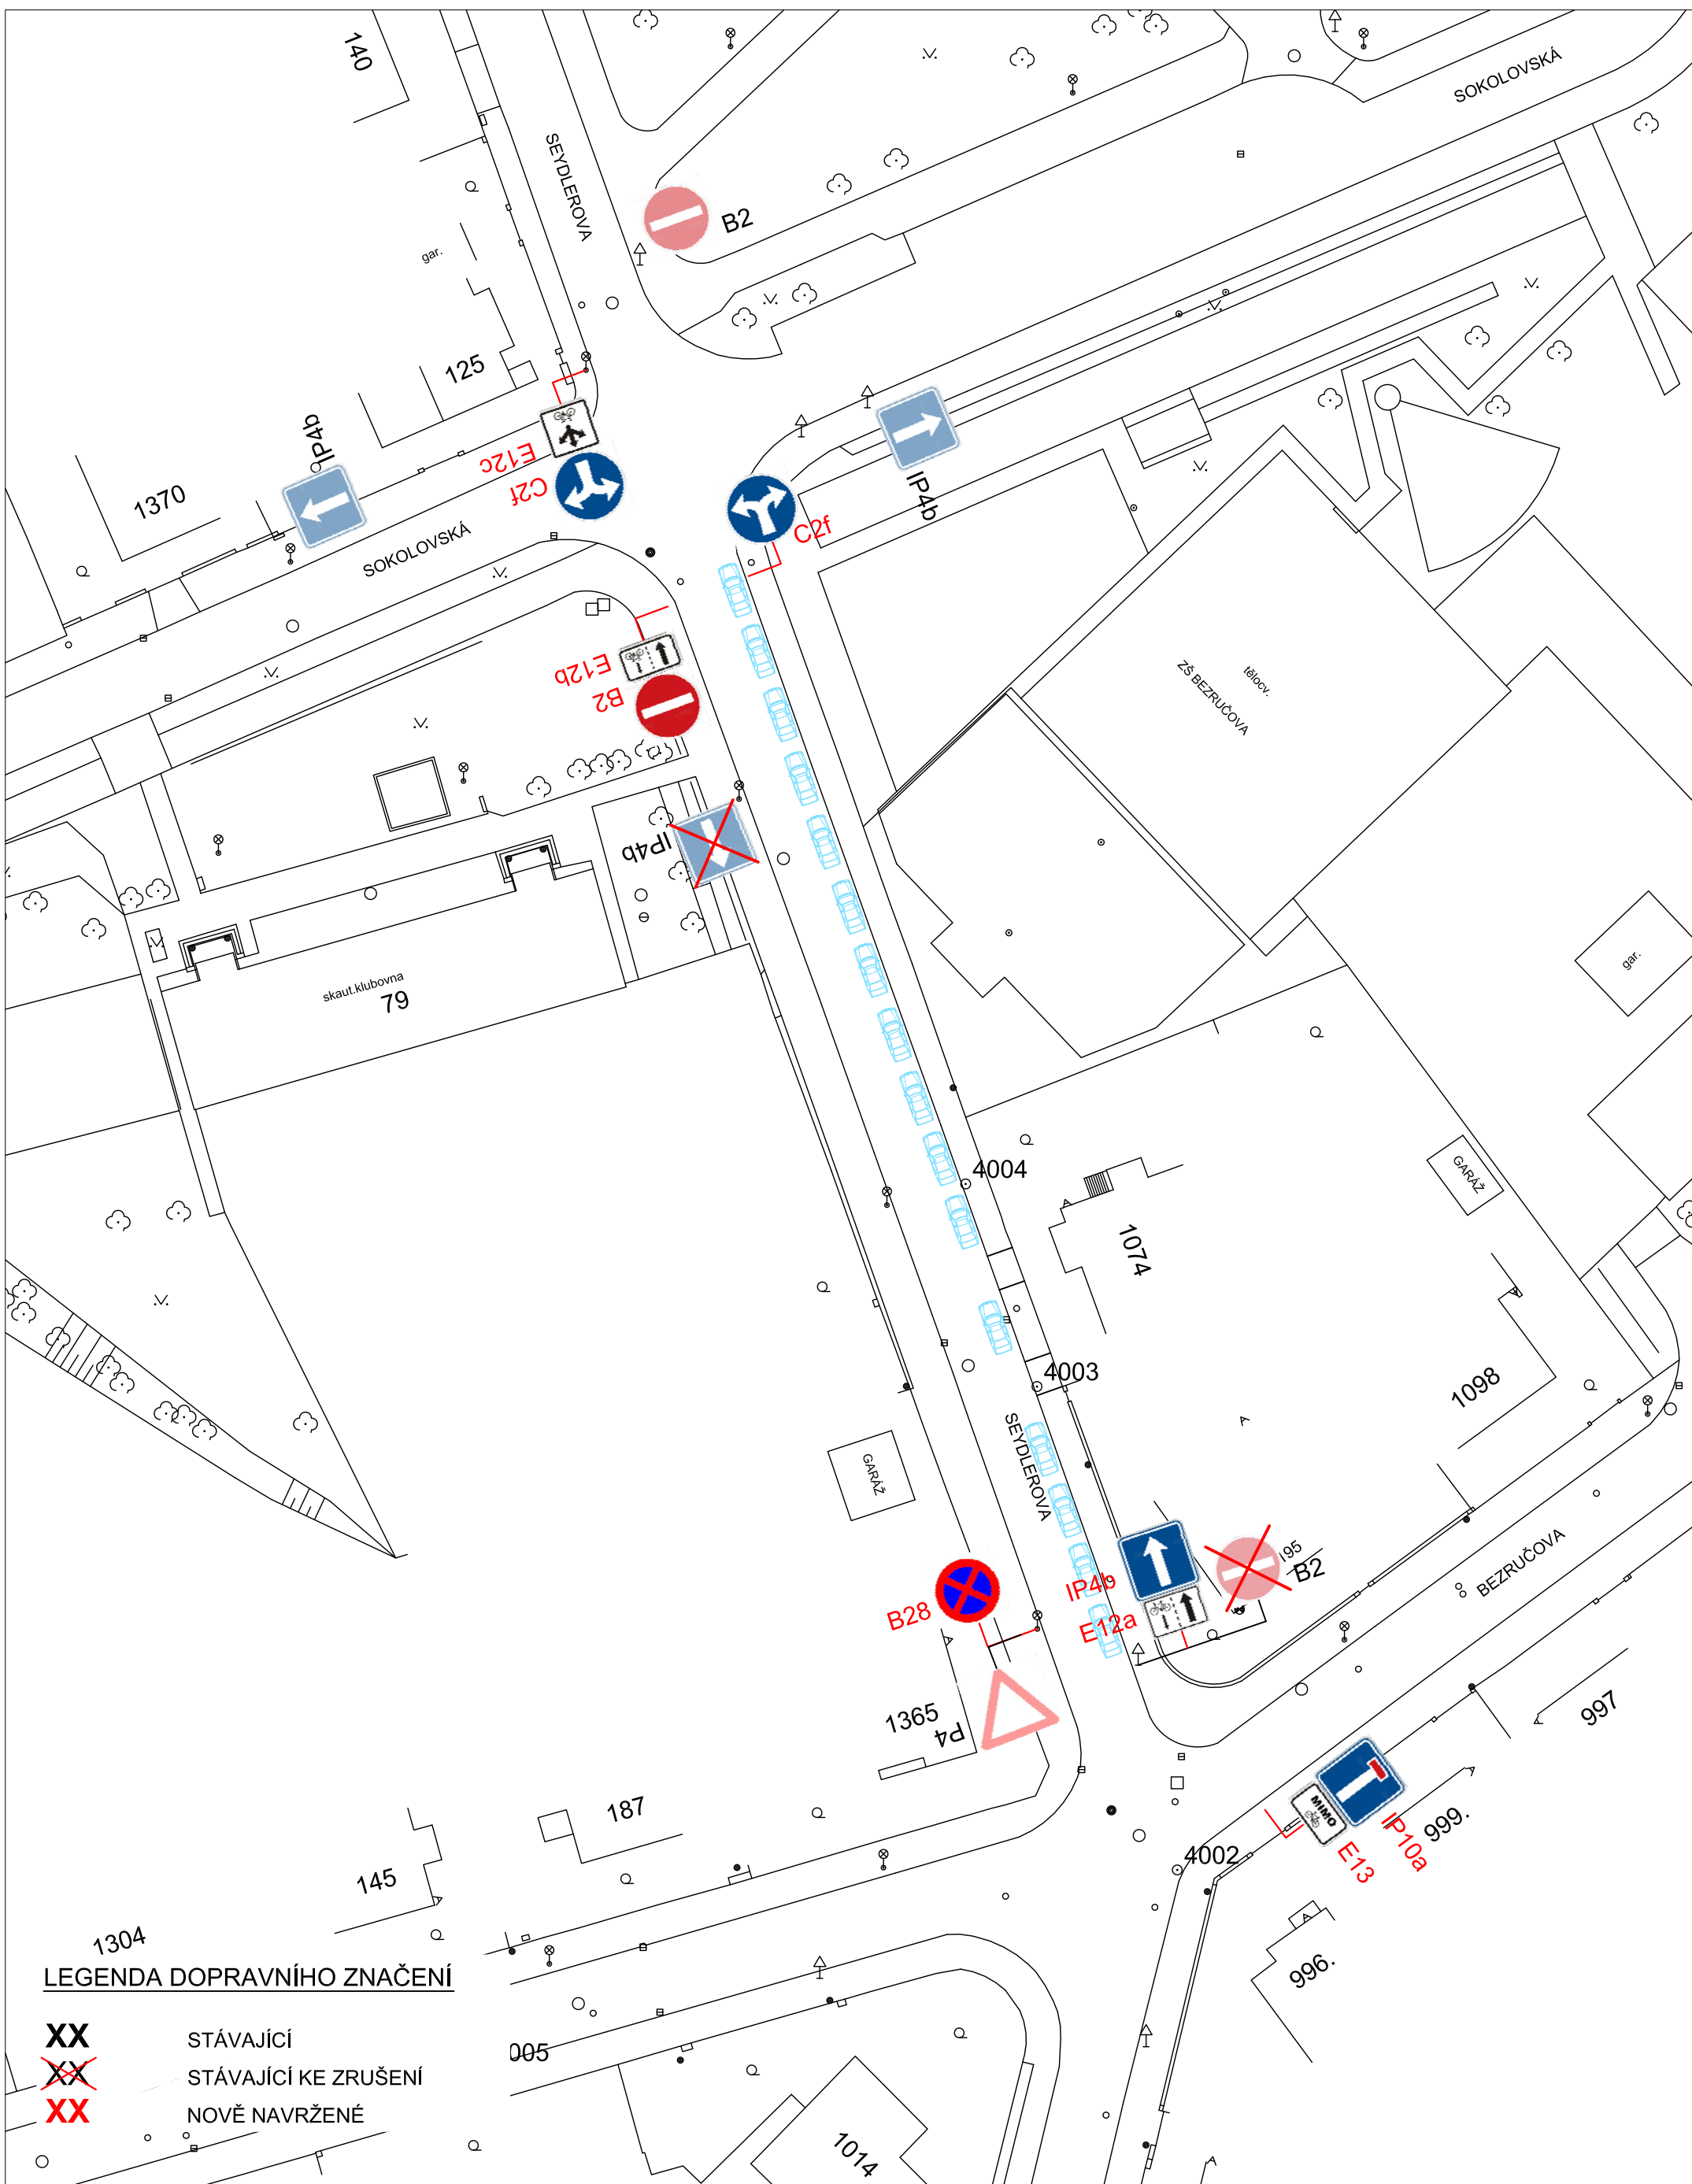 140
SOKOLOVSKÁ
SEYDLEROVA
B2
gar.
125
IP4b
E12c
C2f
1370
IP4b
SOKOLOVSKÁ
C2f
E12b
B2
ZŠ BEZRUČOVA
tělocv.
IP4b
skaut.klubovna
79
gar.
4004
GARÁŽ
1074
4003
1098
SEYDLEROVA
GARÁŽ
195
B2
BEZRUČOVA
IP4b
B28
E12a
1365
P4
997
187
MIMO
999.
IP10a
E13
4002
145
1304
996.
LEGENDA DOPRAVNÍHO ZNAČENÍ
XX STÁVAJÍCÍ
XX STÁVAJÍCÍ KE ZRUŠENÍ
XX NOVĚ NAVRŽENÉ
005
1014